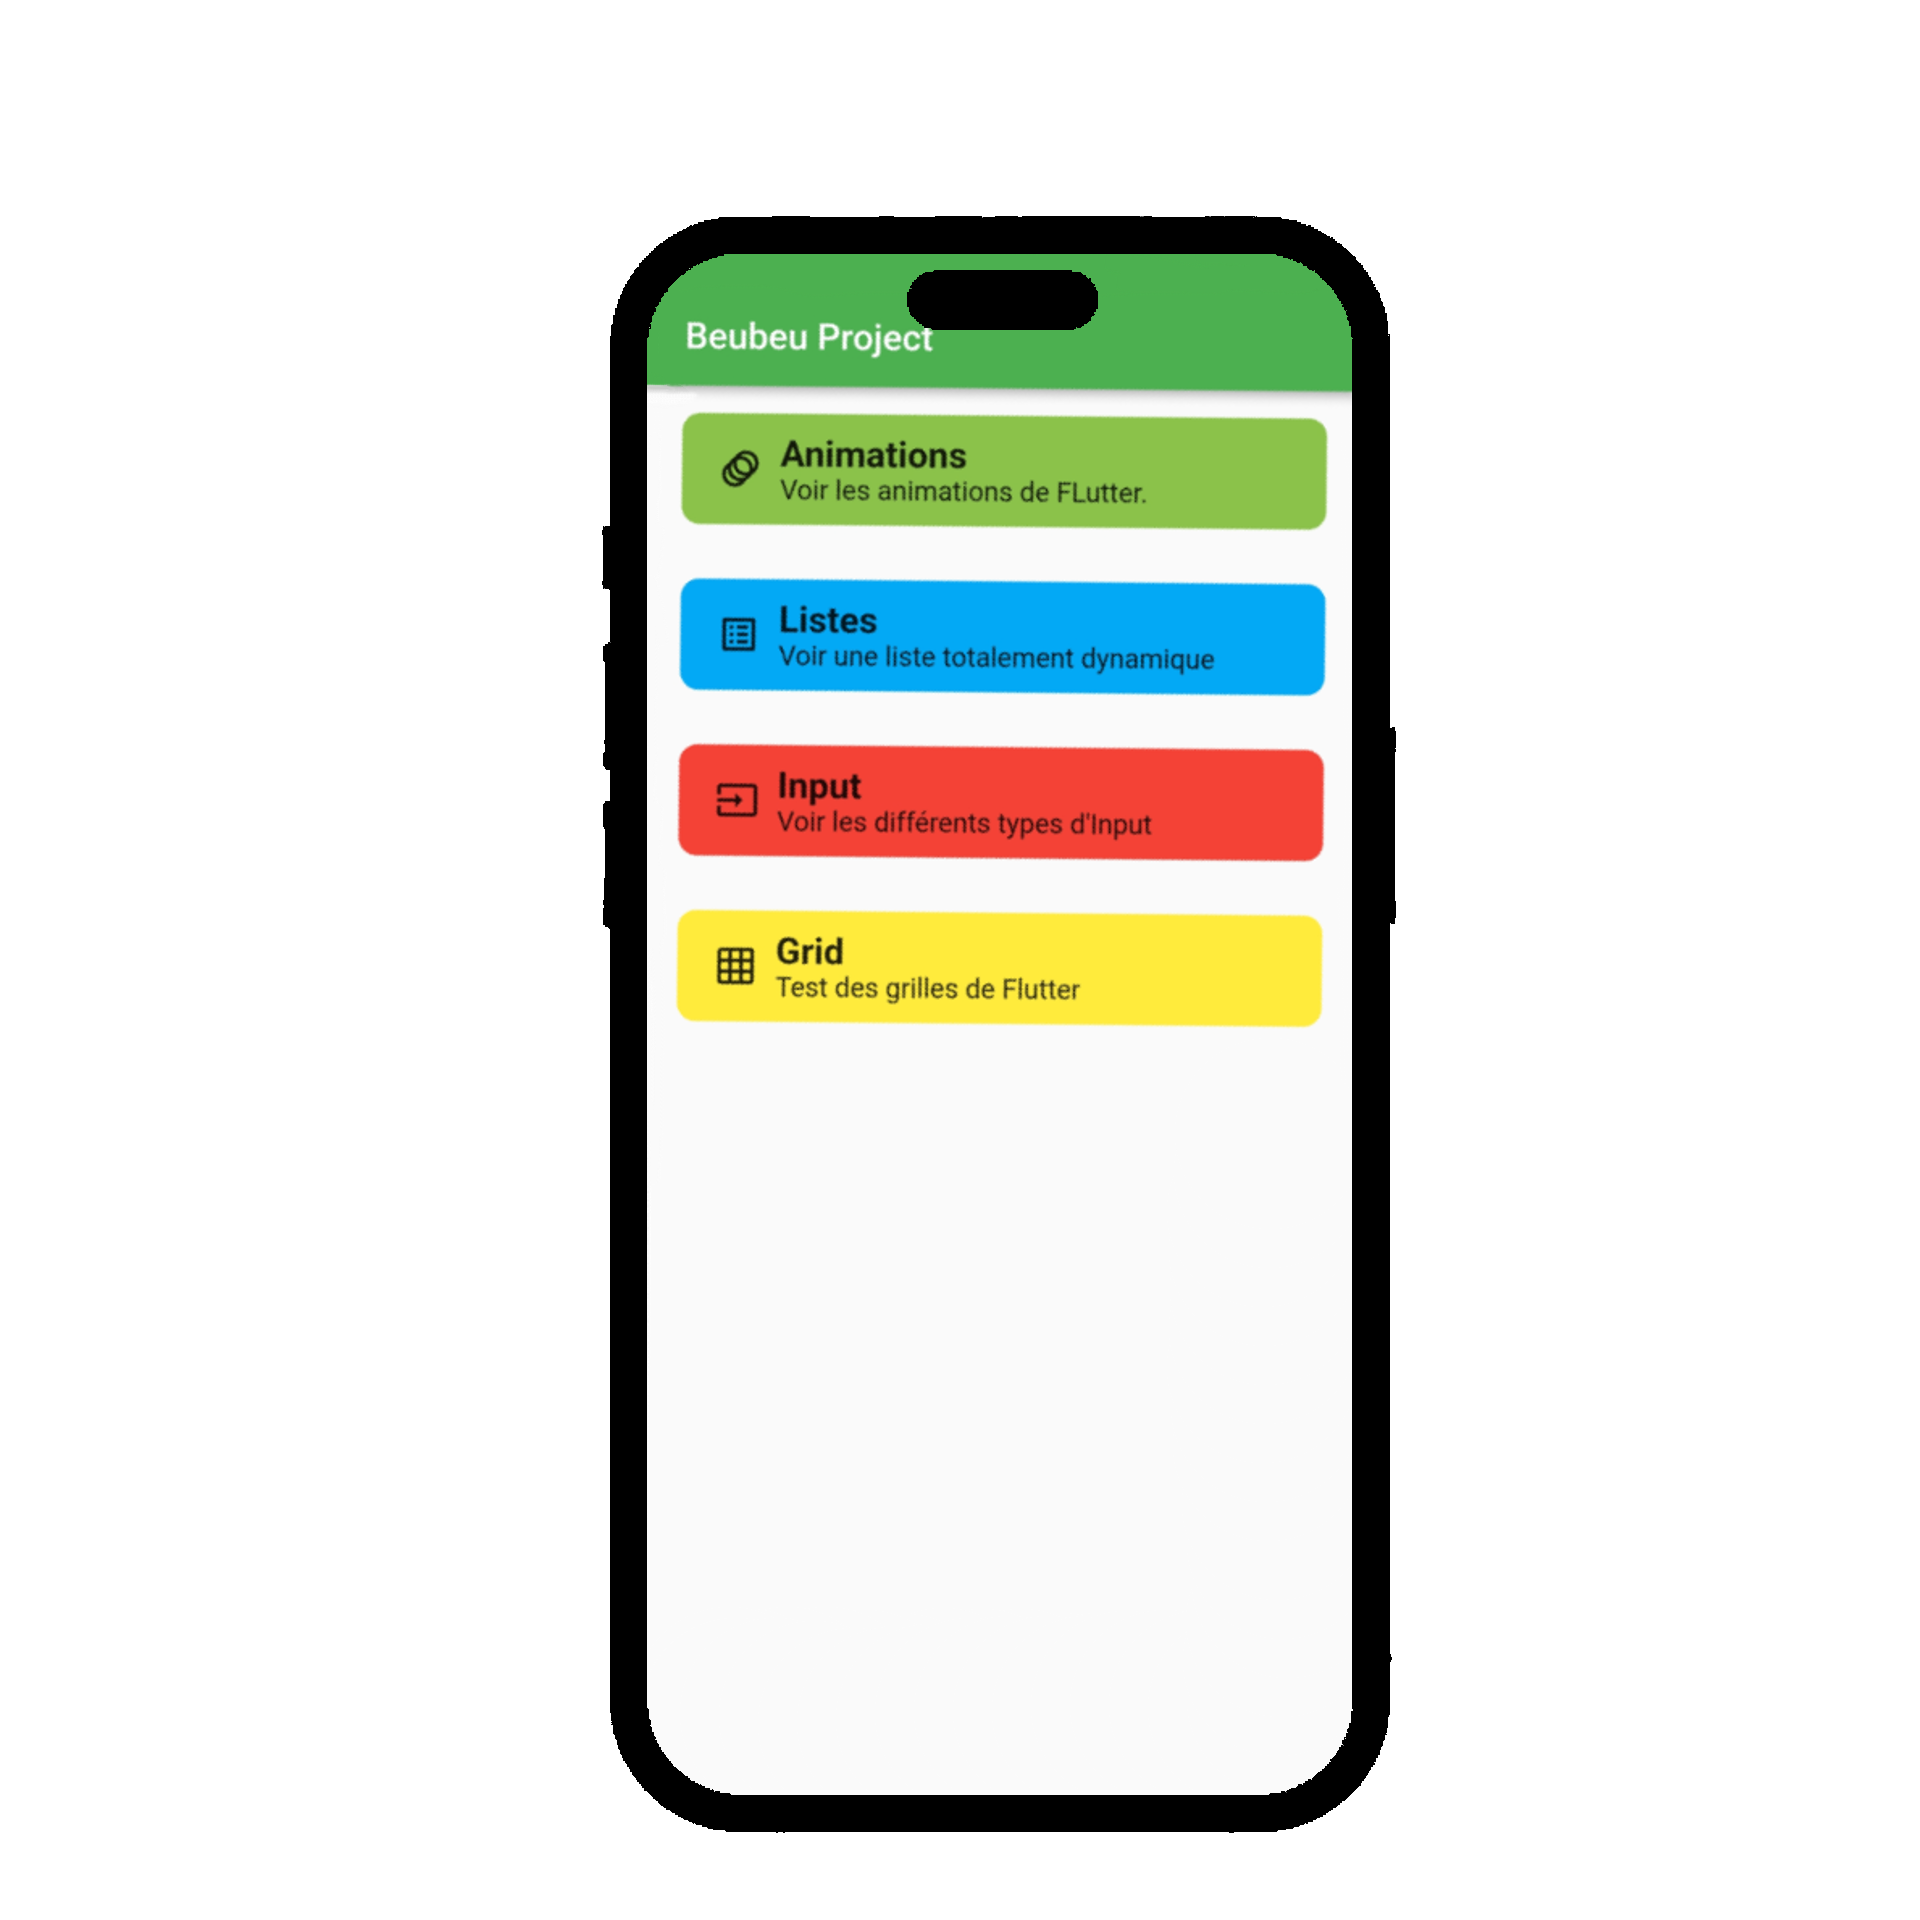 Beubeu Project
Animations
Voir les animations de FLutter.
Listes
Voir une liste totalement dynamique
Input
Voir les différents types d'Input
Grid
Test des grilles de Flutter